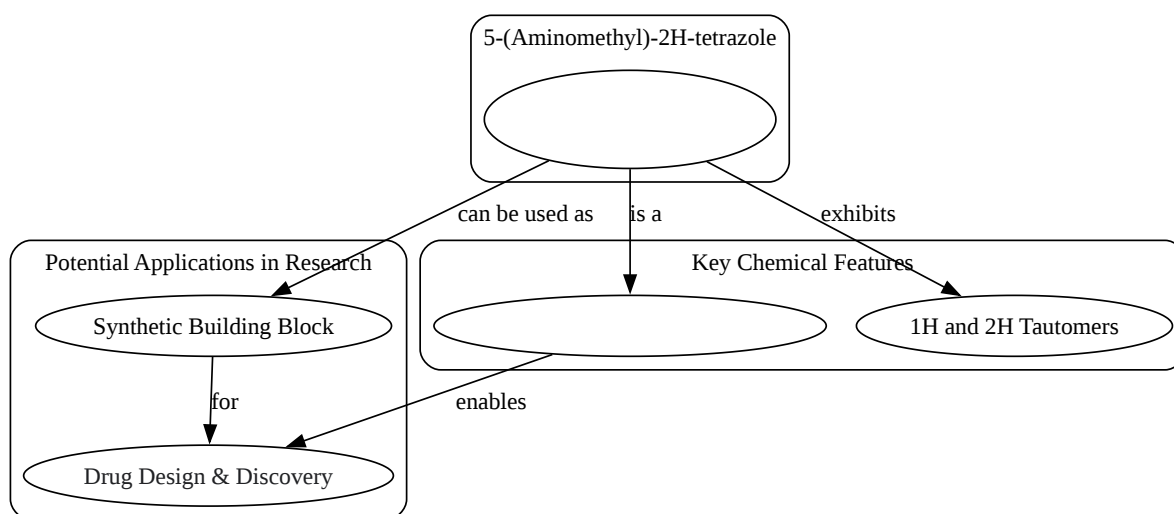 5-(Aminomethyl)-2H-tetrazole
can be used as
is a
exhibits
Potential Applications in Research
Key Chemical Features
Synthetic Building Block
1H and 2H Tautomers
for
enables
Drug Design & Discovery